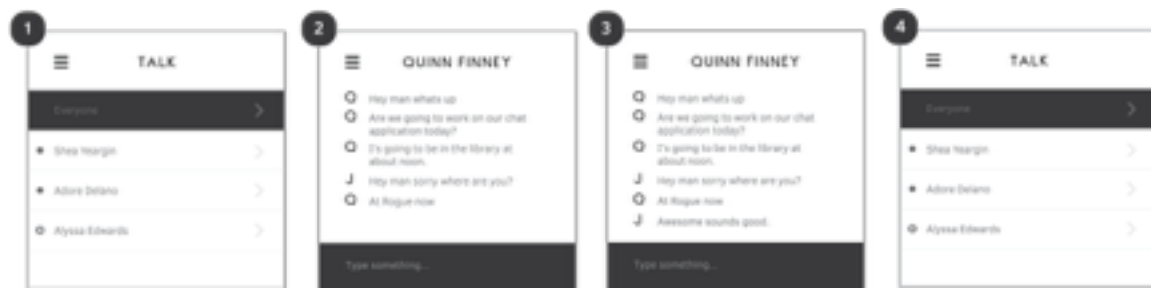 1
TALK
Everyone
Shea Yeargin
Adore Delano
Alyssa Edwards
2
QUINN FINNEY
Q Hey man whats up
Q Are we going to work on our chat
application today?
Q I's going to be in the library at
about noon.
J Hey man sorry where are you?
Q At Rogue now
Type something...
3
QUINN FINNEY
Q Hey man whats up
Q Are we going to work on our chat
application today?
Q I's going to be in the library at
about noon.
J Hey man sorry where are you?
Q At Rogue now
J Awesome sounds good.
Type something...
4
TALK
Everyone
Shea Yeargin
Adore Delano
Alyssa Edwards